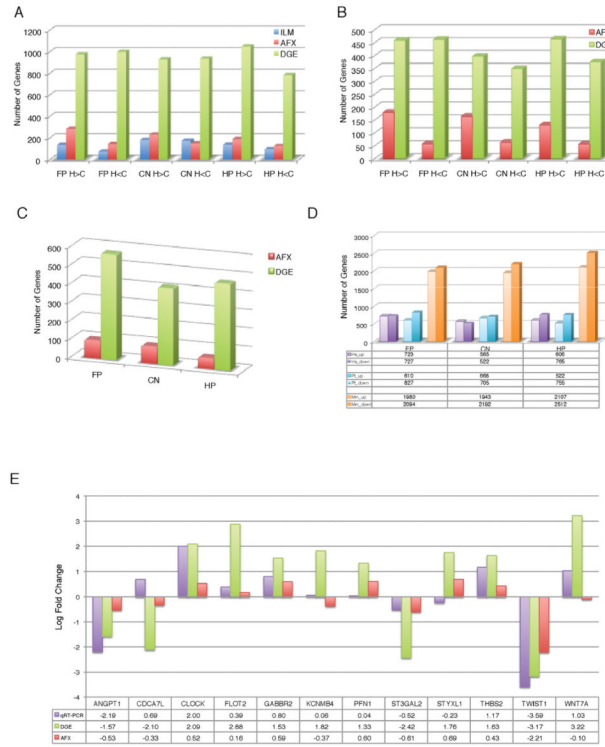 A
Number of Genes
1200
1000
800
600
400
200
0
ILM
AFX
DGE
FP H>C
FP H<C
CN H>C
CN H<C
HP H>C
HP H<C
B
Number of Genes
500
450
400
350
300
250
200
150
100
50
0
DGE
FP H>C
FP H<C
CN H>C
CN H<C
HP H>C
HP H<C
C
Number of Genes
600
500
400
300
200
100
0
AFX
DGE
FP
CN
HP
D
Number of Genes
3000
2500
2000
1500
1000
500
0
FP CN HP
Hs_up 723 565 606
Hs_down 727 522 765
Pt_up 610 668 522
Pt_down 827 705 755
Mm_up 1980 1943 2107
Mm_down 2094 2192 2512
E
Log Fold Change
4
3
2
1
0
-1
-2
-3
-4
ANGPT1 CDCA7L CLOCK FLOT2 GABBR2 KCNMB4 PFN1 ST3GAL2 STYXL1 THBS2 TWIST1 WNT7A
qRT-PCR -2.19 0.69 2.00 0.39 0.80 0.06 0.04 -0.52 -0.23 1.17 -3.59 1.03
DGE -1.57 -2.10 2.09 2.88 1.53 1.82 1.33 -2.42 1.76 1.63 -3.17 3.22
AFX -0.53 -0.33 0.52 0.16 0.59 -0.37 0.60 -0.61 0.69 0.43 -2.21 -0.10